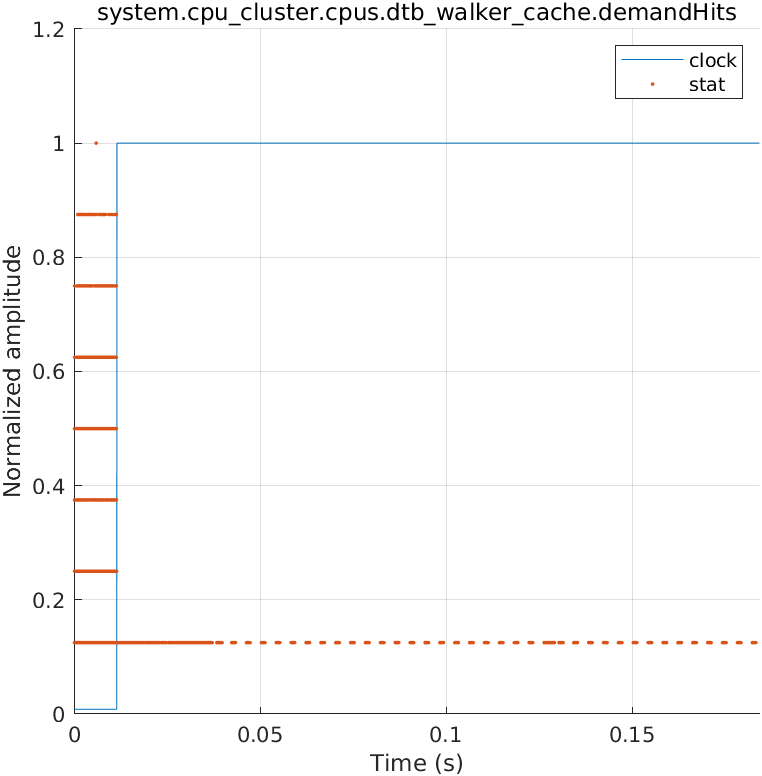 system.cpu_cluster.cpus.dtb_walker_cache.demandHits
1.2
clock
stat
1
0.8
0.6
0.4
0.2
0
Normalized amplitude
0 0.05 0.1 0.15
Time (s)